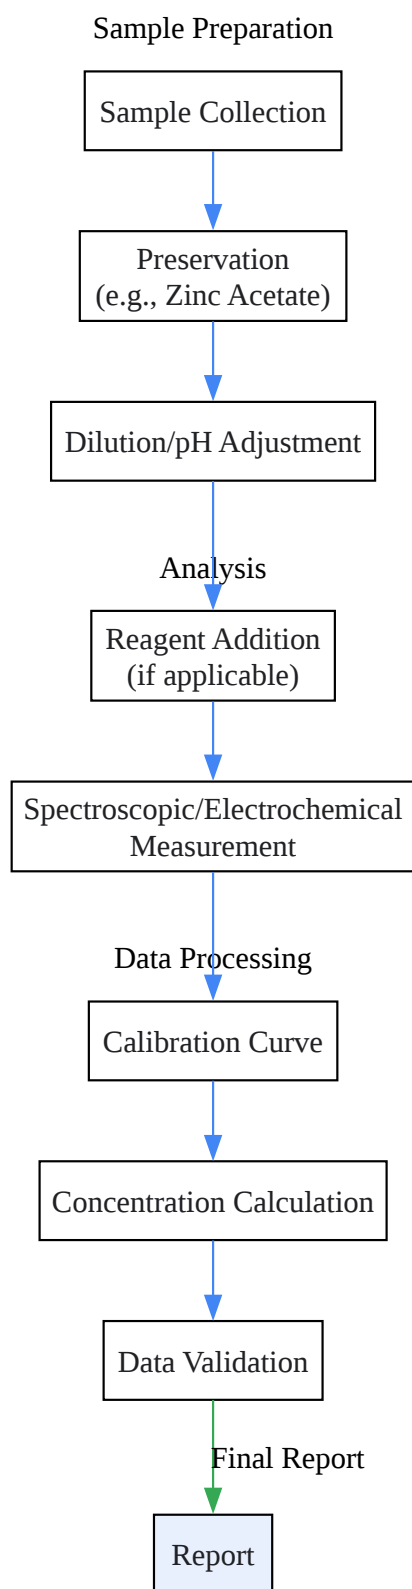 Sample Preparation
Sample Collection
Preservation
(e.g., Zinc Acetate)
Dilution/pH Adjustment
Analysis
Reagent Addition
(if applicable)
Spectroscopic/Electrochemical
Measurement
Data Processing
Calibration Curve
Concentration Calculation
Data Validation
Final Report
Report